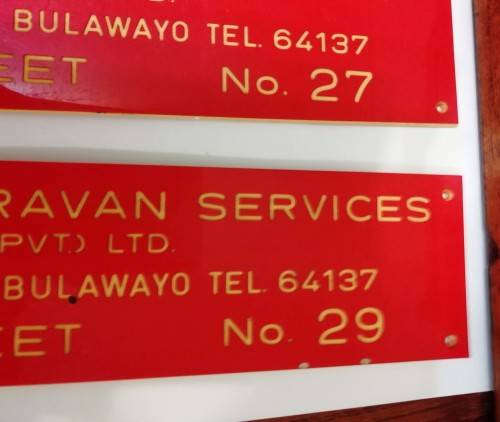 BULAWAYO TEL. 64137
EET No. 27
RAVAN SERVICES
(PVT.) LTD.
BULAWAYO TEL. 64137
EET No. 29